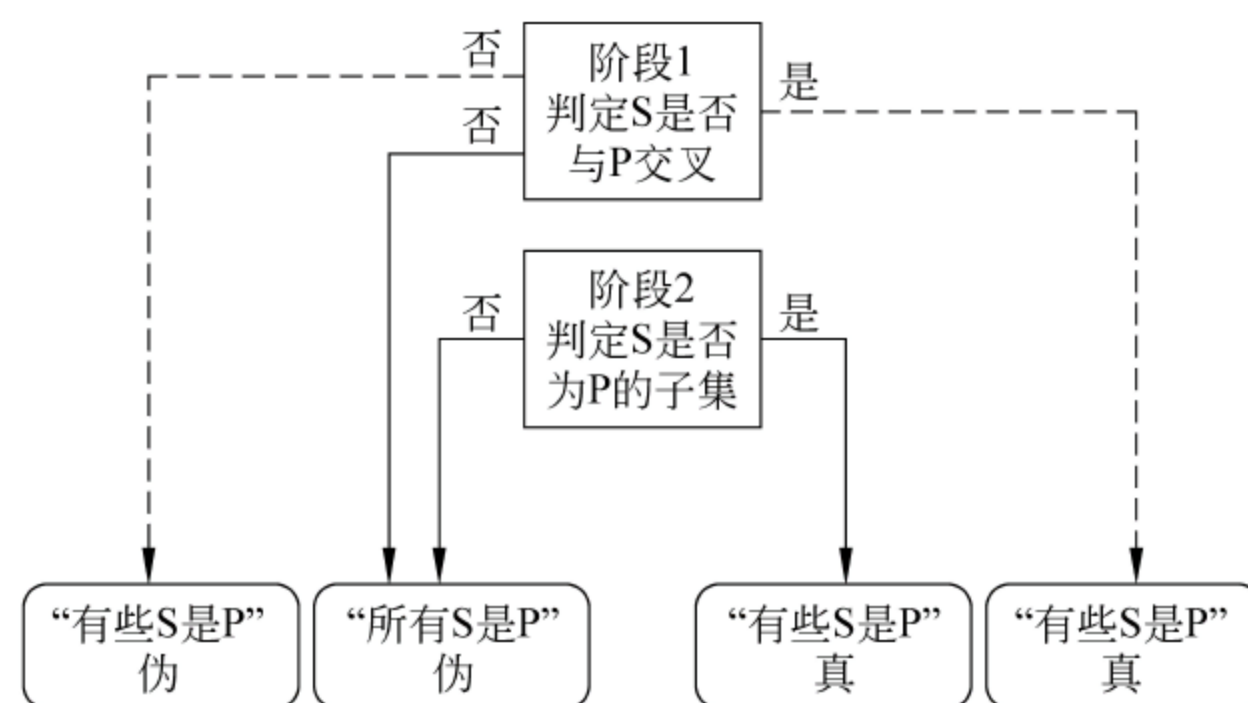 否
阶段1
判定S是否
与P交叉
是
否
阶段2
判定S是否
为P的子集
否
是
“有些S是P”
伪
“所有S是P”
伪
“有些S是P”
真
“有些S是P”
真